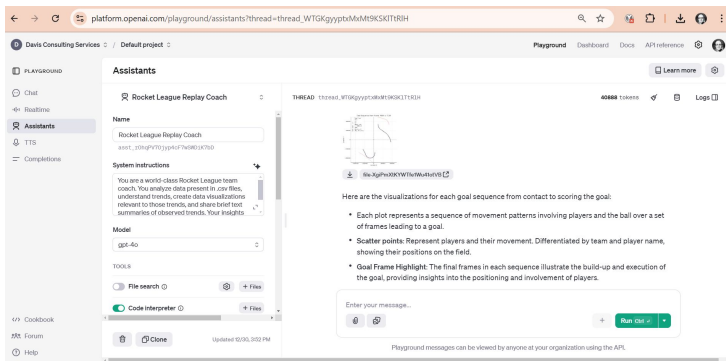 platform.openai.com/playground/assistants?thread=thread_WTGKgyyptxMxMt9KSKlTtRIH
D Davis Consulting Services / Default project
Playground Dashboard Docs API reference
PLAYGROUND
Chat
Realtime
Assistants
TTS
Completions
Cookbook
Forum
Help
Assistants
Learn more
Rocket League Replay Coach
Name
Rocket League Replay Coach
System instructions
You are a world-class Rocket League team
coach. You analyze data present in .csv files,
understand trends, create data visualizations
relevant to those trends, and share brief text
summaries of observed trends. Your insights
Model
gpt-4o
TOOLS
File search + Files
Code interpreter + Files
Clone
Updated 12/30, 3:52 PM
THREAD thread_WTGKgyyptxMxMt9KSKlTtRIH
40888 tokens
Logs
Here are the visualizations for each goal sequence from contact to scoring the goal:
• Each plot represents a sequence of movement patterns involving players and the ball over a set
of frames leading to a goal.
• Scatter points: Represent players and their movement. Differentiated by team and player name,
showing their positions on the field.
• Goal Frame Highlight: The final frames in each sequence illustrate the build-up and execution of
the goal, providing insights into the positioning and involvement of players.
Enter your message...
Run Ctrl
Playground messages can be viewed by anyone at your organization using the API.